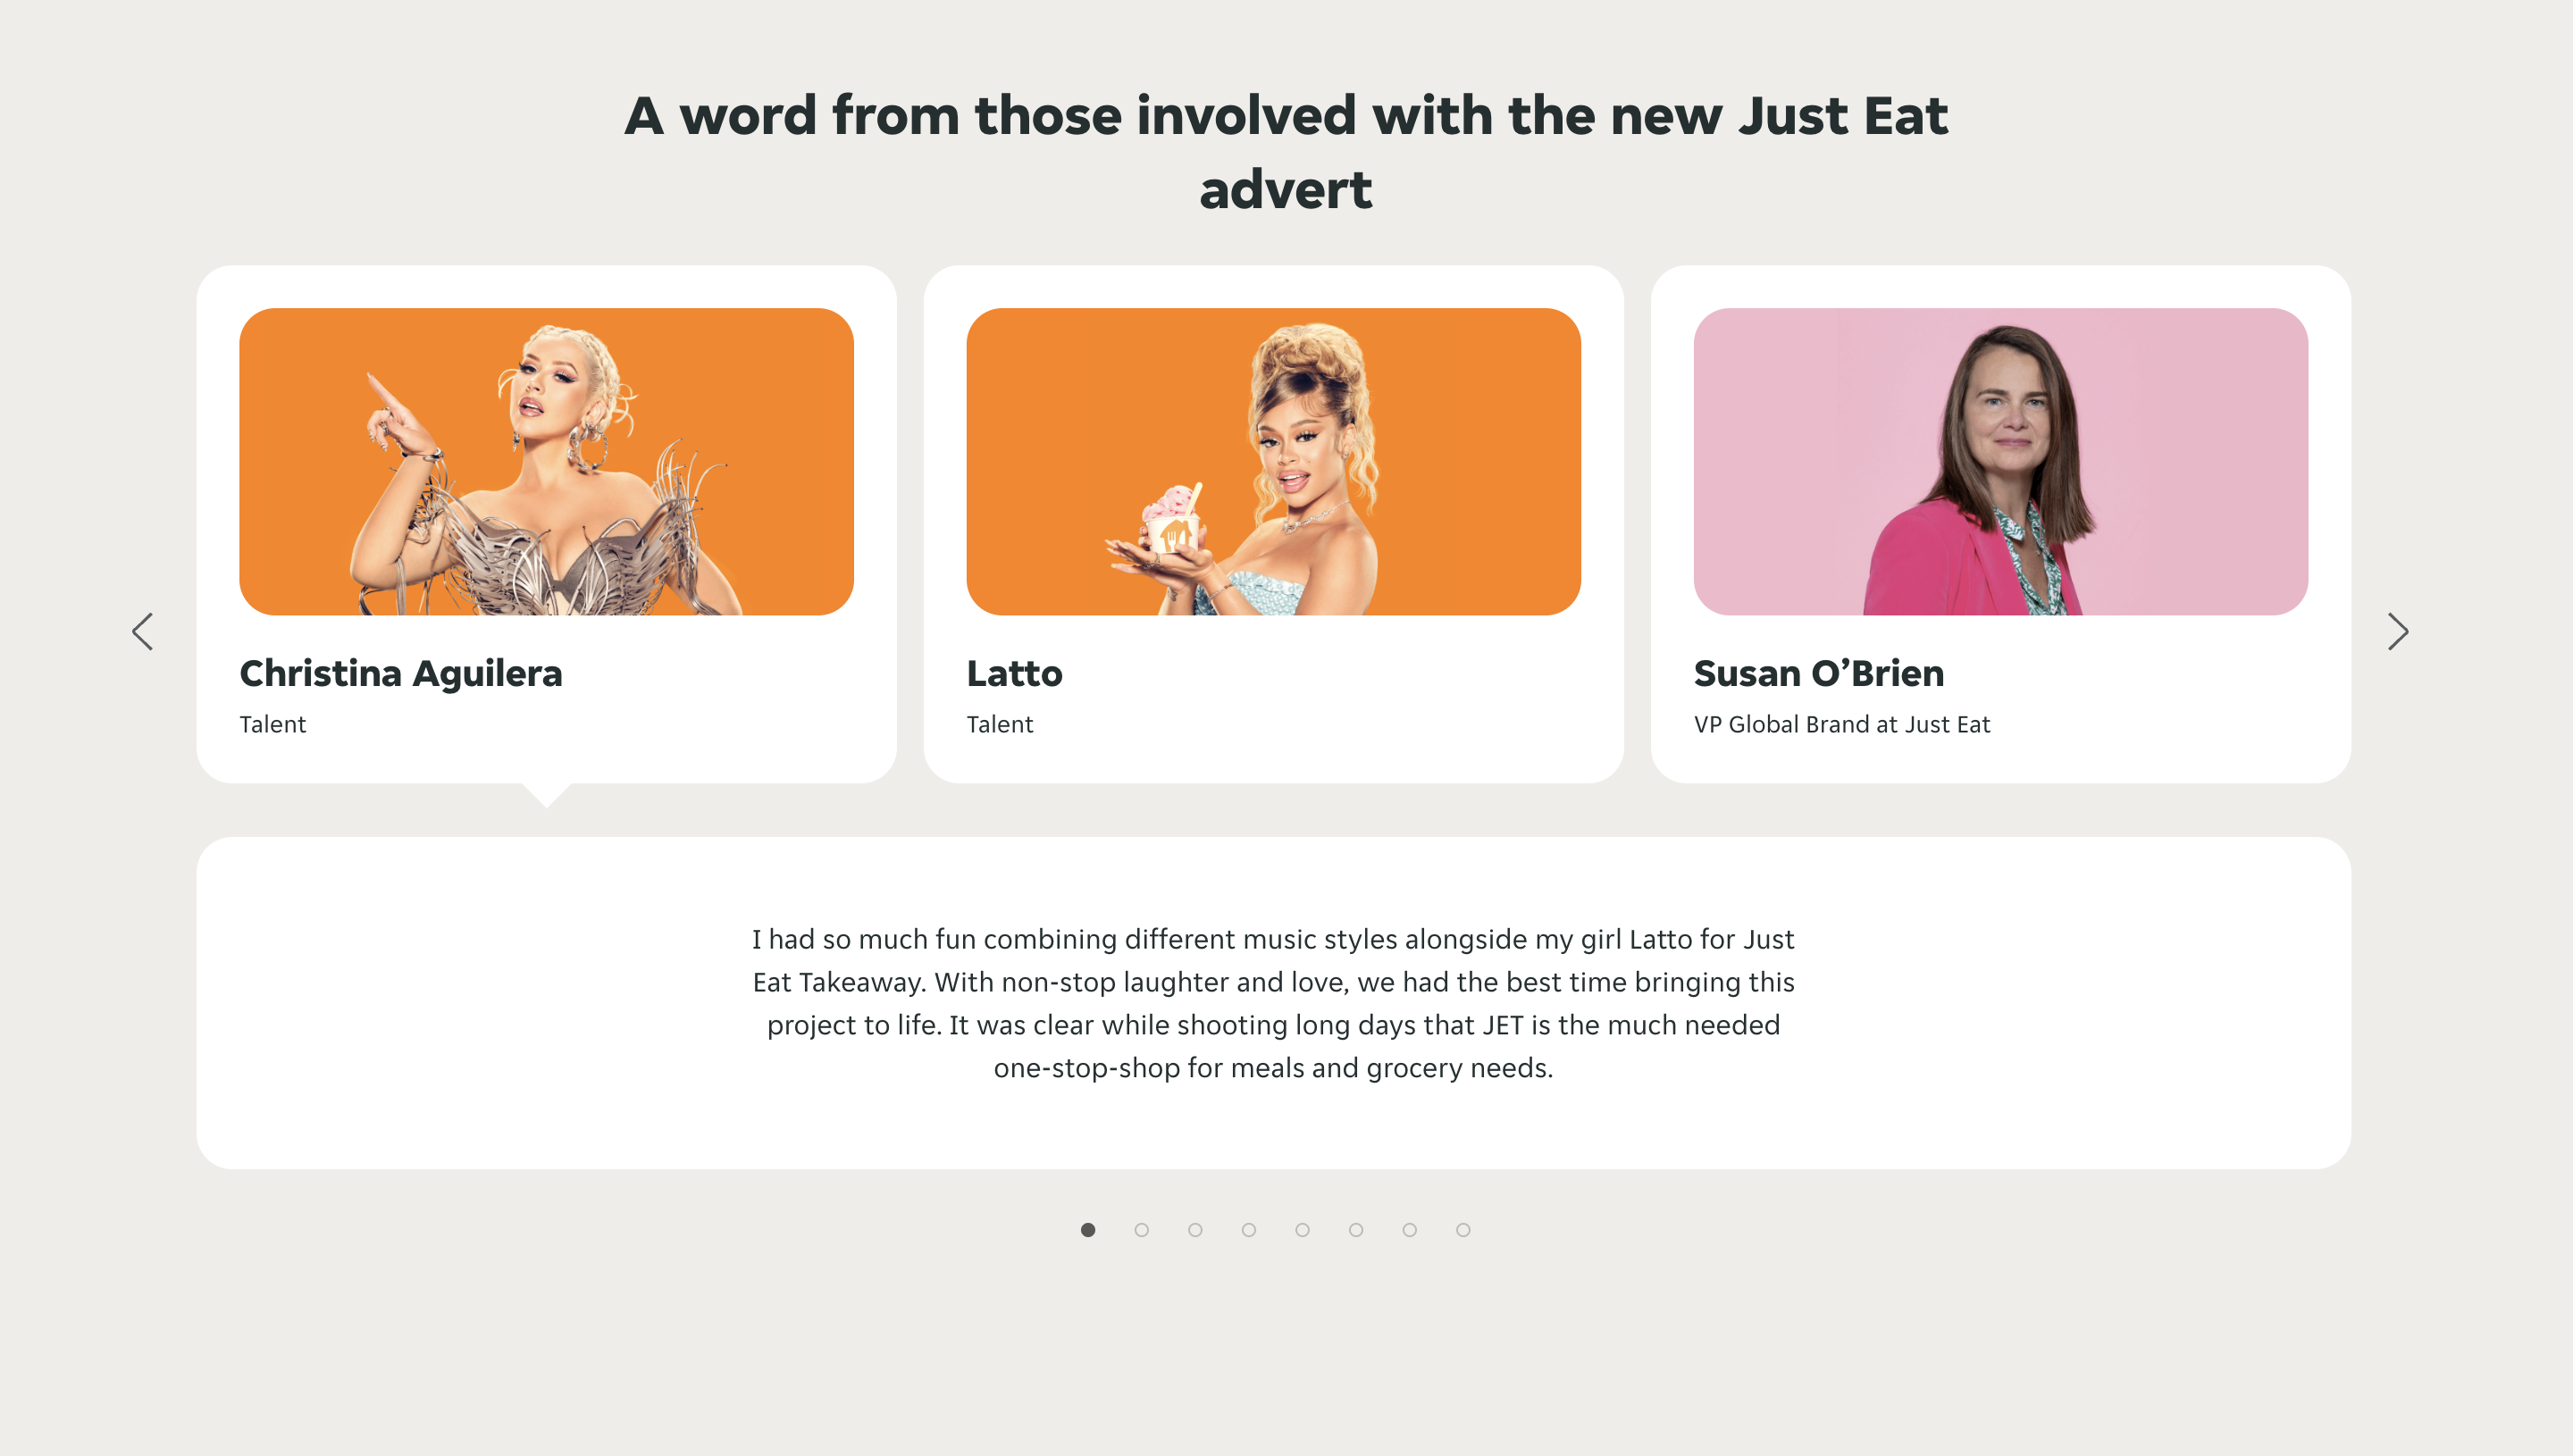 A word from those involved with the new Just Eat
advert
Christina Aguilera
Talent
Latto
Talent
Susan O’Brien
VP Global Brand at Just Eat
I had so much fun combining different music styles alongside my girl Latto for Just
Eat Takeaway. With non-stop laughter and love, we had the best time bringing this
project to life. It was clear while shooting long days that JET is the much needed
one-stop-shop for meals and grocery needs.